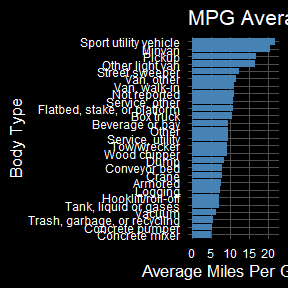 MPG Avera
Sport utility vehicle
Minivan
Pickup
Other light van
Street sweeper
Van, other
Van, walk-in
Not reported
Service, other
Flatbed, stake, or platform
Box truck
Beverage or bay
Other
Service, utility
Tow/wrecker
Wood chipper
Dump
Conveyor bed
Crane
Armored
Logging
Hooklift/roll-off
Tank, liquid or gases
Vacuum
Trash, garbage, or recycling
Concrete pumper
Concrete mixer
Body Type
0 5 10 15 20
Average Miles Per G